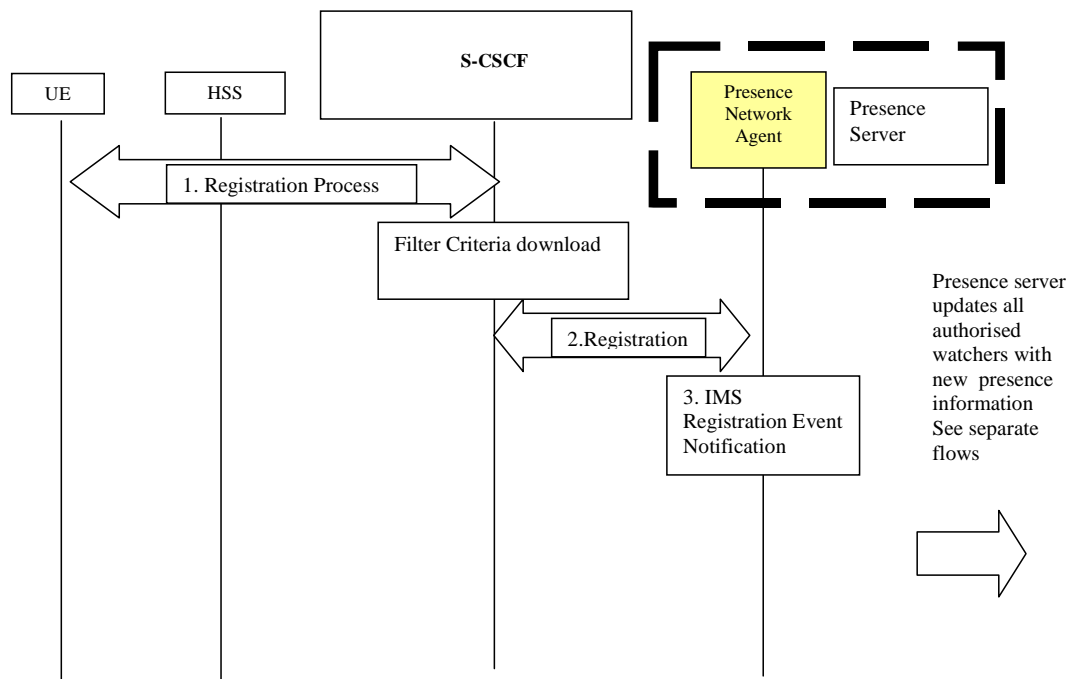 S-CSCF
UE
HSS
Presence
Network
Agent
Presence
Server
1. Registration Process
Filter Criteria download
2.Registration
3. IMS
Registration Event
Notification
Presence server
updates all
authorised
watchers with
new presence
information
See separate
flows